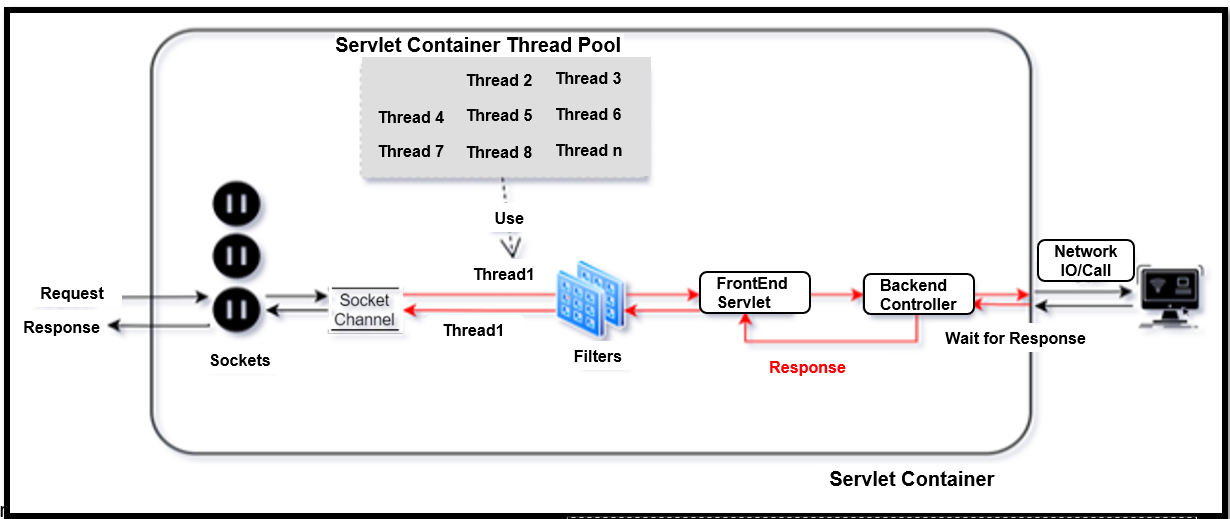 Servlet Container Thread Pool
Thread 2
Thread 3
Thread 4
Thread 5
Thread 6
Thread 7
Thread 8
Thread n
Use
Thread1
Network
IO/Call
Request
Response
Socket
Channel
Thread1
FrontEnd
Servlet
Backend
Controller
Sockets
Filters
Wait for Response
Response
Servlet Container